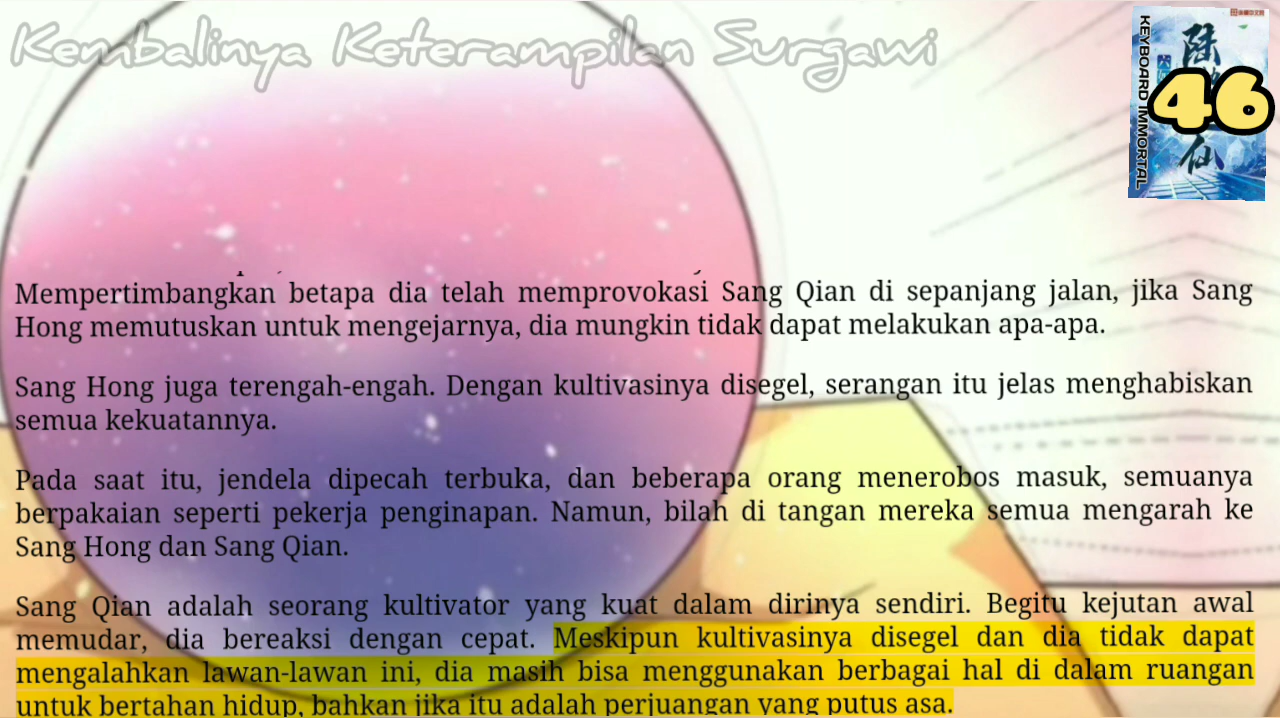 Kembalinya Keterampilan Surgawi
KEYBOARD IMMORTAL
46
Mempertimbangkan betapa dia telah memprovokasi Sang Qian di sepanjang jalan, jika Sang
Hong memutuskan untuk mengejarnya, dia mungkin tidak dapat melakukan apa-apa.
Sang Hong juga terengah-engah. Dengan kultivasinya disegel, serangan itu jelas menghabiskan
semua kekuatannya.
Pada saat itu, jendela dipecah terbuka, dan beberapa orang menerobos masuk, semuanya
berpakaian seperti pekerja penginapan. Namun, bilah di tangan mereka semua mengarah ke
Sang Hong dan Sang Qian.
Sang Qian adalah seorang kultivator yang kuat dalam dirinya sendiri. Begitu kejutan awal
memudar, dia bereaksi dengan cepat. Meskipun kultivasinya disegel dan dia tidak dapat
mengalahkan lawan-lawan ini, dia masih bisa menggunakan berbagai hal di dalam ruangan
untuk bertahan hidup, bahkan jika itu adalah perjuangan yang putus asa.